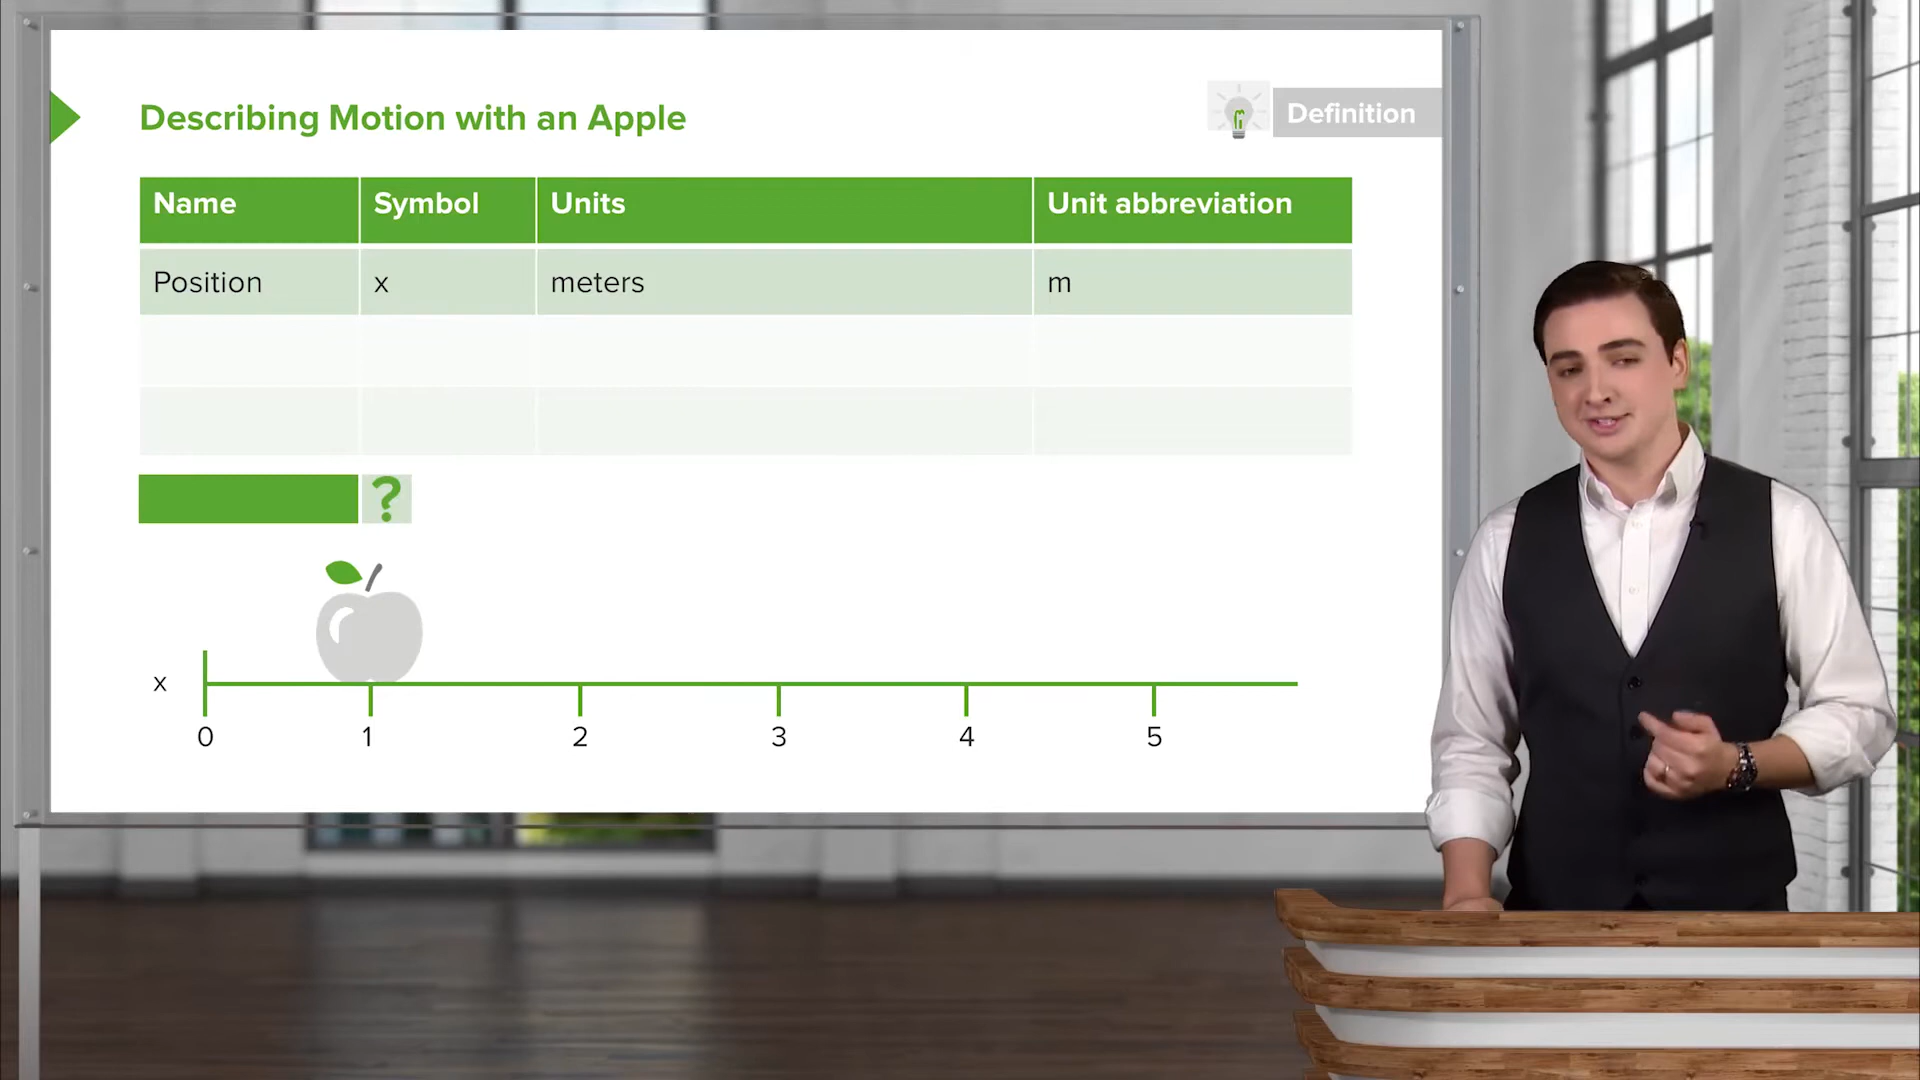 Describing Motion with an Apple
Definition
Name Symbol Units Unit abbreviation
Position x meters m
?
x
0 1 2 3 4 5